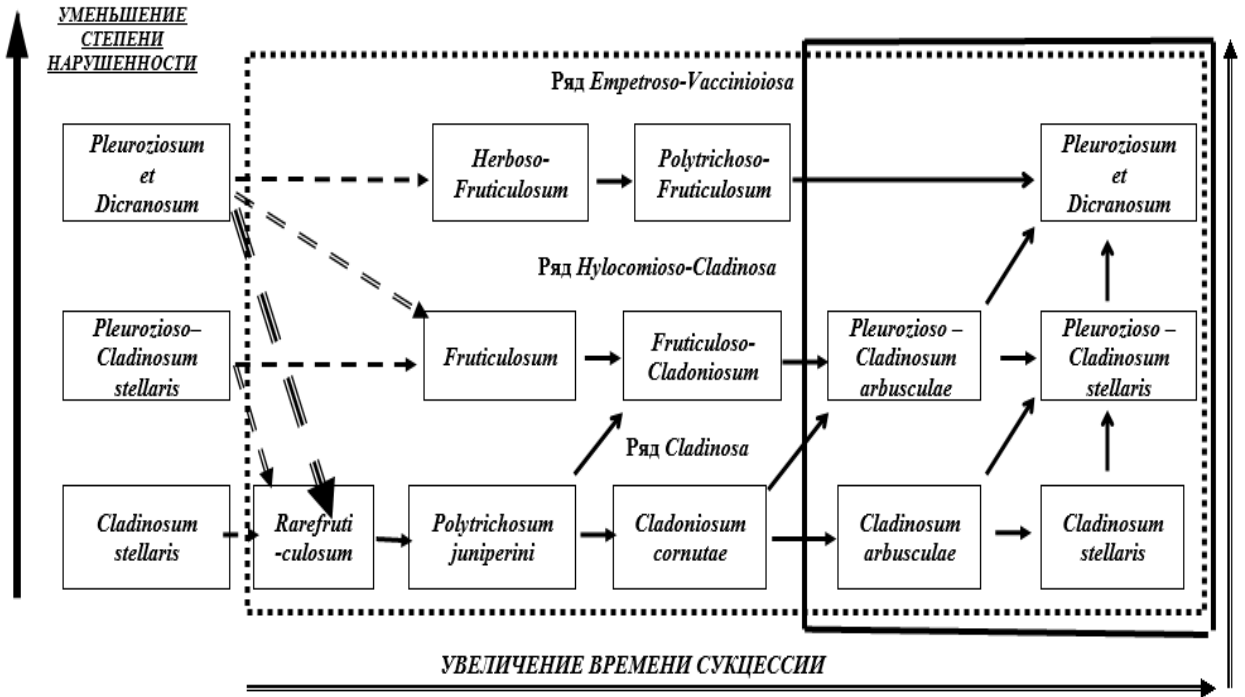 УМЕНЬШЕНИЕ
СТЕПЕНИ
НАРУШЕННОСТИ
Ряд Empetroso-Vaccinioiosa
Pleuroziosum
et
Dicranosum
Herboso-
Fruticulosum
Polytrichoso-
Fruticulosum
Pleuroziosum
et
Dicranosum
Ряд Hylocomioso-Cladinosa
Pleurozioso–
Cladinosum
stellaris
Fruticulosum
Fruticuloso-
Cladoniosum
Pleurozioso –
Cladinosum
arbusculae
Pleurozioso –
Cladinosum
stellaris
Ряд Cladinosa
Cladinosum
stellaris
Rarefruti
-culosum
Polytrichosum
juniperini
Cladoniosum
cornutae
Cladinosum
arbusculae
Cladinosum
stellaris
УВЕЛИЧЕНИЕ ВРЕМЕНИ СУКЦЕССИИ